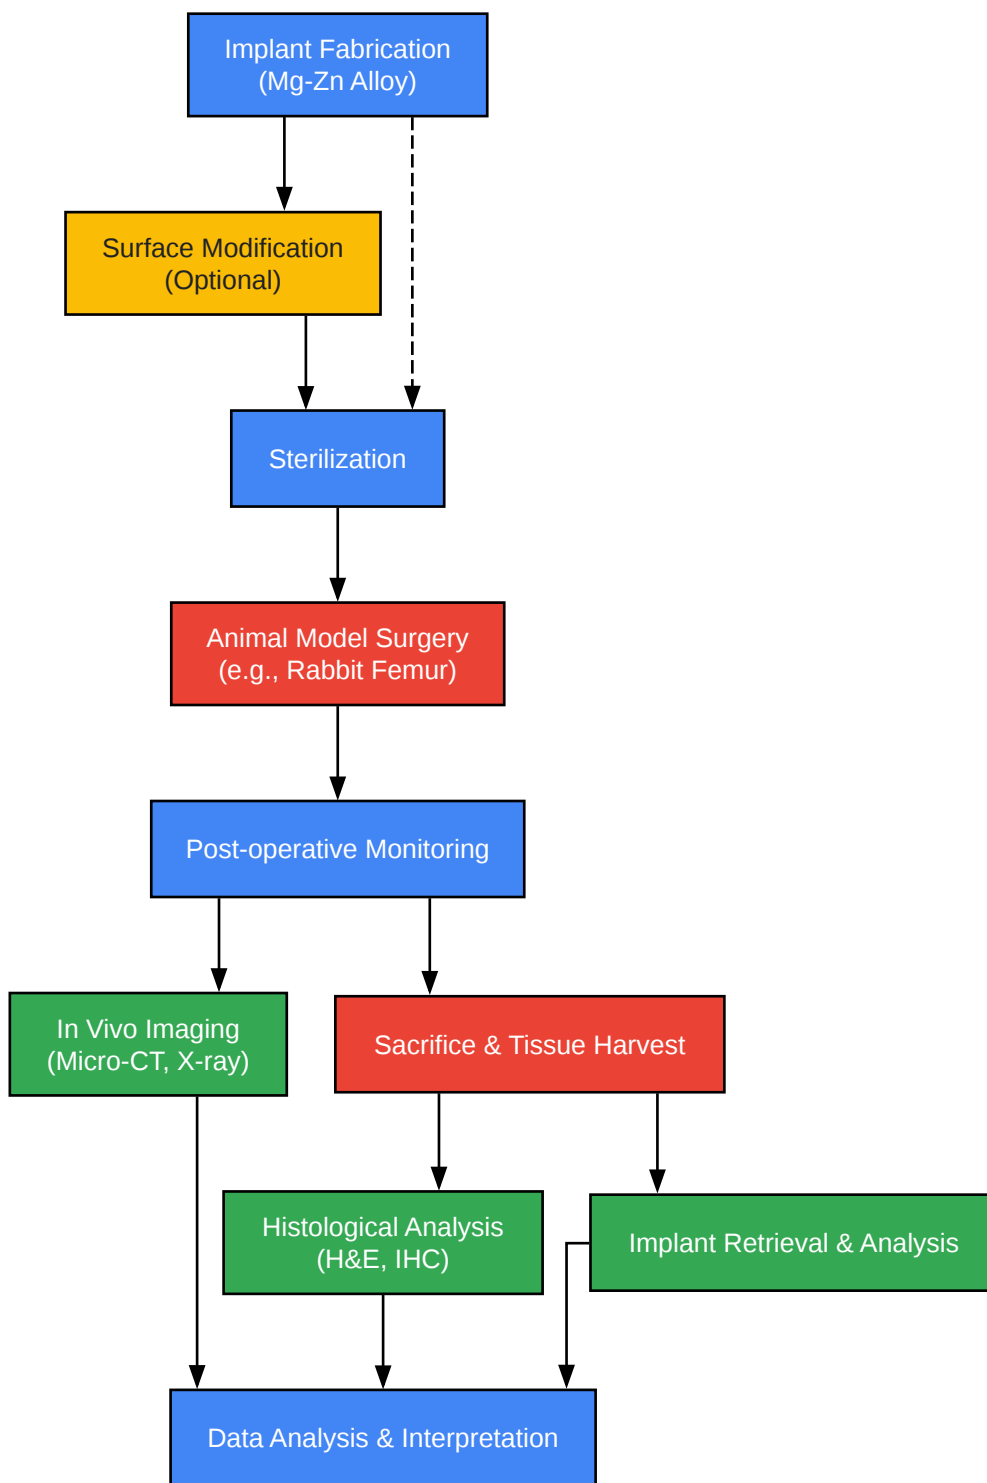 Implant Fabrication
(Mg-Zn Alloy)
Surface Modification
(Optional)
Sterilization
Animal Model Surgery
(e.g., Rabbit Femur)
Post-operative Monitoring
In Vivo Imaging
(Micro-CT, X-ray)
Sacrifice & Tissue Harvest
Histological Analysis
(H&E, IHC)
Implant Retrieval & Analysis
Data Analysis & Interpretation